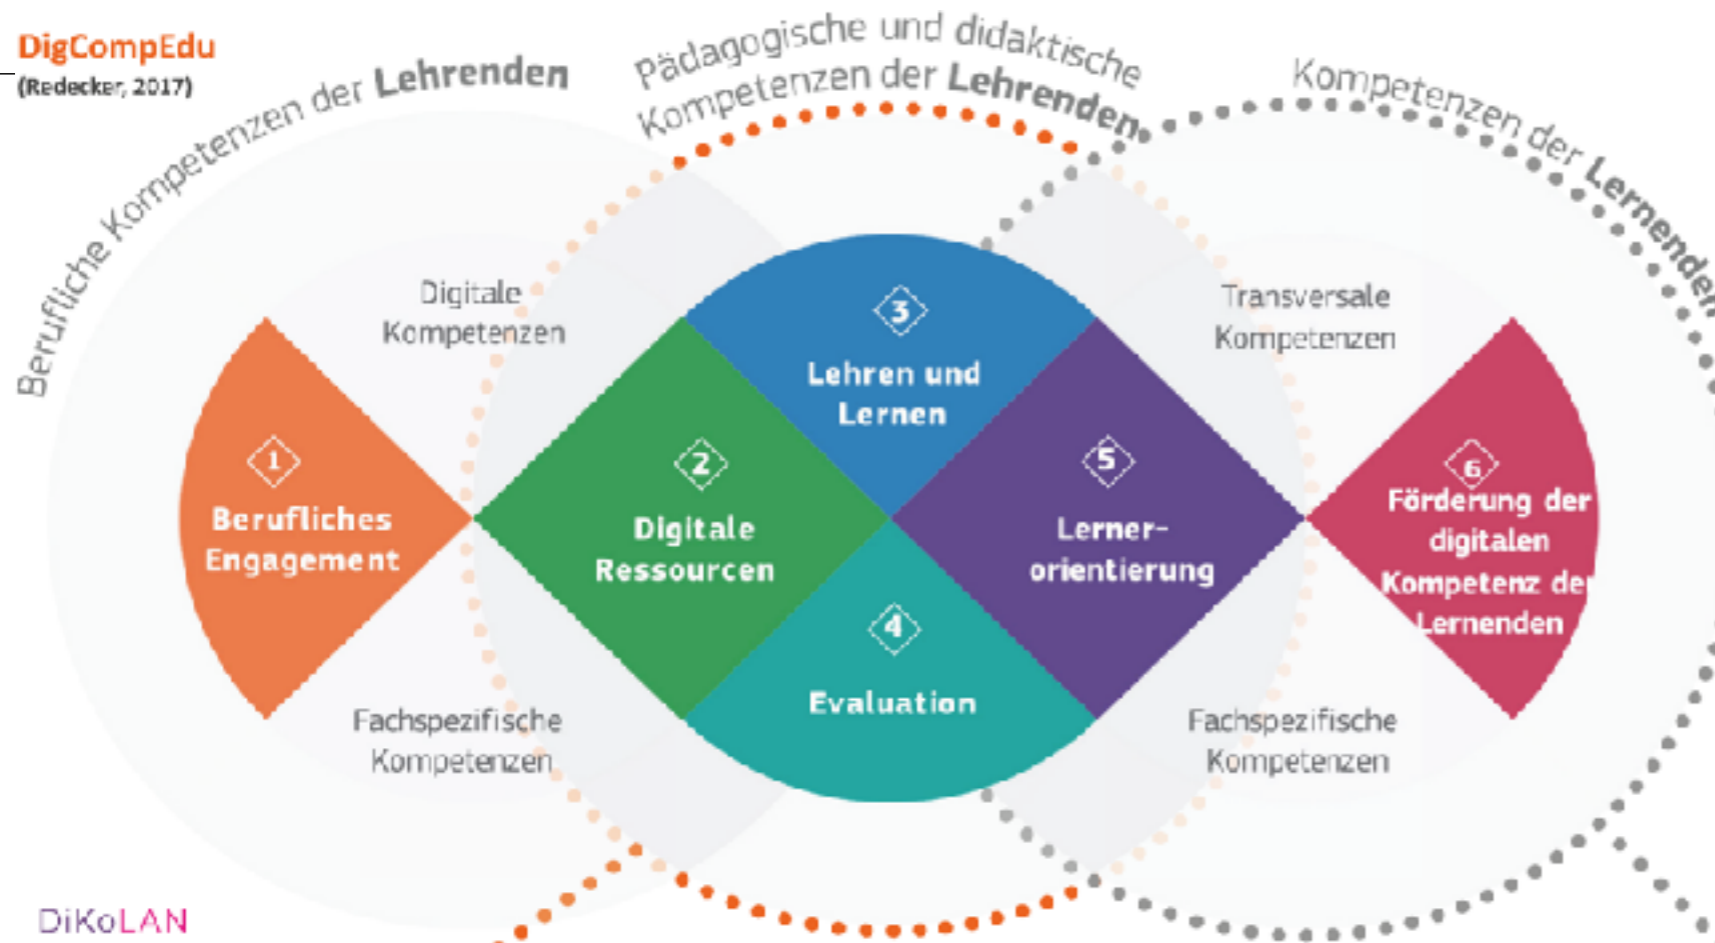 DigCompEdu
(Redecker, 2017)
Berufliche Kompetenzen der Lehrenden
Pädagogische und didaktische
Kompetenzen der Lehrenden
Kompetenzen der Lernenden
Digitale
Kompetenzen
Transversale
Kompetenzen
1
Berufliches
Engagement
2
Digitale
Ressourcen
3
Lehren und
Lernen
4
Evaluation
5
Lerner-
orientierung
6
Förderung der
digitalen
Kompetenz der
Lernenden
Fachspezifische
Kompetenzen
Fachspezifische
Kompetenzen
DiKoLAN